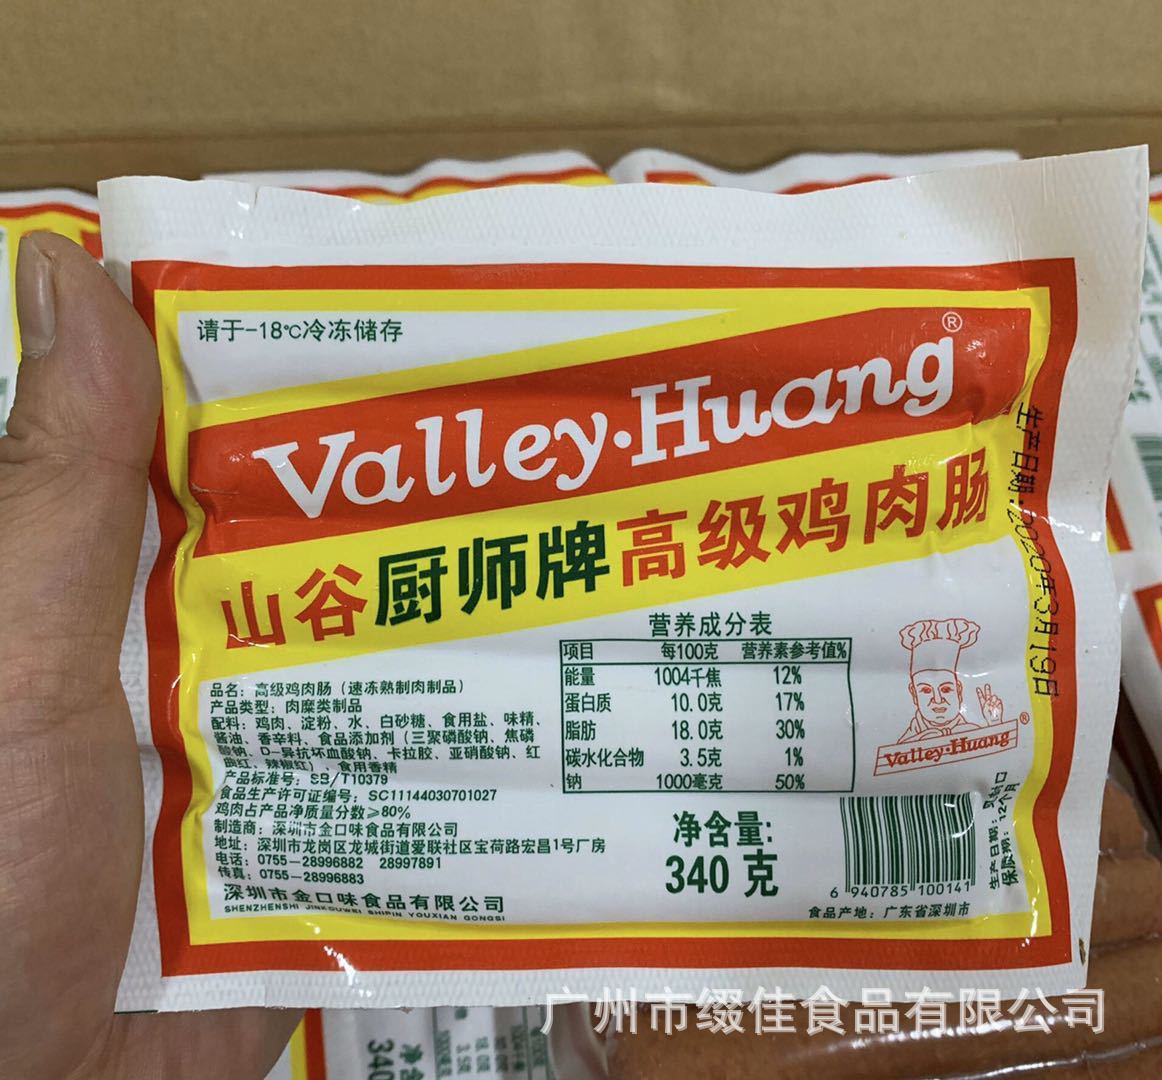 请于-18℃冷冻储存
Valley·Huang®
山谷厨师牌高级鸡肉肠
生产日期:2020年3月19日
营养成分表
项目 每100克 营养素参考值%
能量 1004千焦 12%
蛋白质 10.0克 17%
脂肪 18.0克 30%
碳水化合物 3.5克 1%
钠 1000毫克 50%
品名：高级鸡肉肠（速冻熟制肉制品）
产品类型：肉糜类制品
配料：鸡肉、淀粉、水、白砂糖、食用盐、味精、
酱油、香辛料、食品添加剂（三聚磷酸钠、焦磷
酸钠、D-异抗坏血酸钠、卡拉胶、亚硝酸钠、红
曲红、辣椒红）、食用香精
产品标准号：SB/T10379
食品生产许可证编号：SC11144030701027
鸡肉占产品净质量分数≥80%
制造商：深圳市金口味食品有限公司
地址：深圳市龙岗区龙城街道爱联社区宝荷路宏昌1号厂房
电话：0755-28996882 28997891
传真：0755-28996883
深圳市金口味食品有限公司
SHENZHENSHI JINKOUWEI SHIPIN YOUXIAN GONGSI
净含量:
340 克
Valley·Huang®
6 940785 100141
食品产地：广东省深圳市
生产日期：见封口
保质期：12个月
广州市缀佳食品有限公司